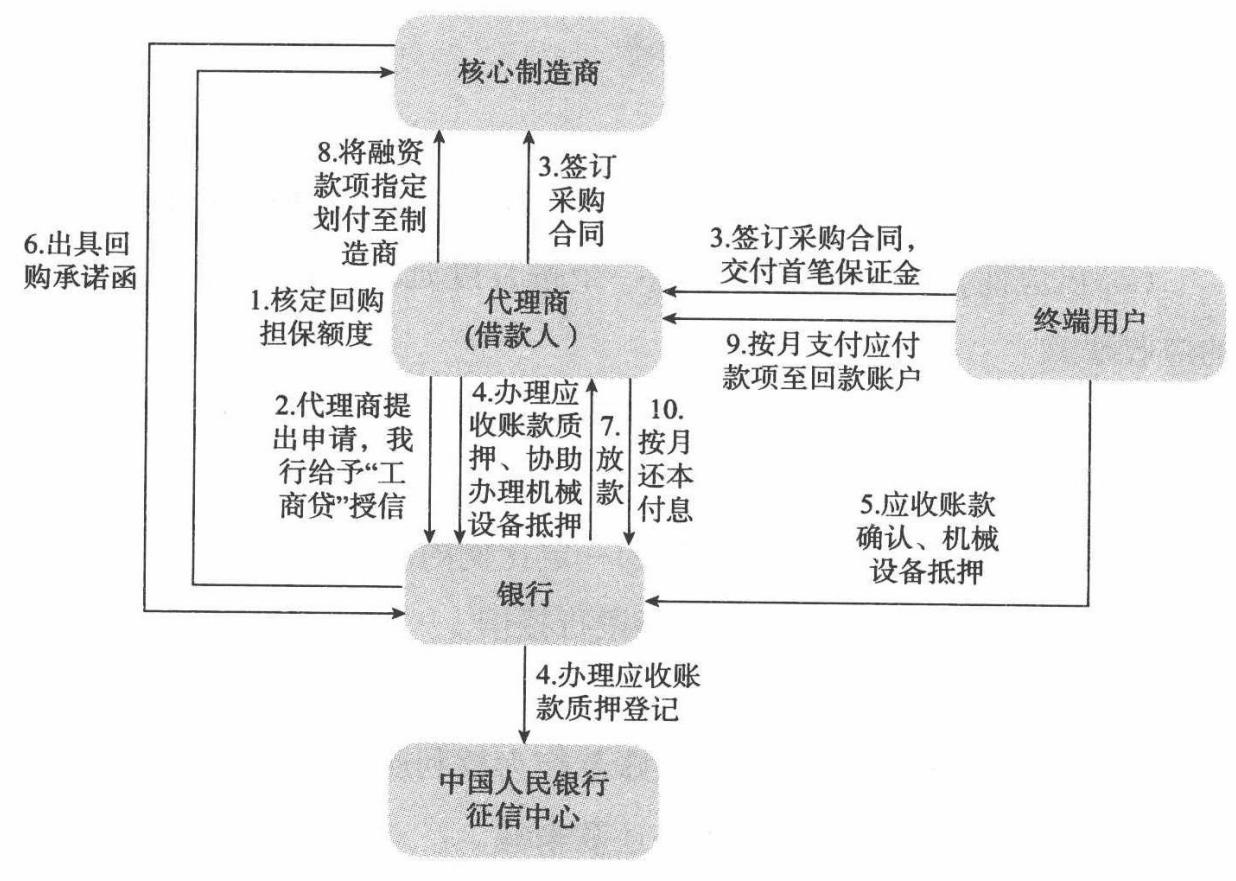 核心制造商
8.将融资
款项指定
划付至制
造商
3.签订
采购
合同
6.出具回
购承诺函
1.核定回购
担保额度
代理商
(借款人）
3.签订采购合同，
交付首笔保证金
9.按月支付应付
款项至回款账户
终端用户
2.代理商提
出申请，我
行给予“工
商贷”授信
4.办理应
收账款质
押、协助
办理机械
设备抵押
7.
放
款
10.
按月
还本
付息
5.应收账款
确认、机械
设备抵押
银行
4.办理应收账
款质押登记
中国人民银行
征信中心